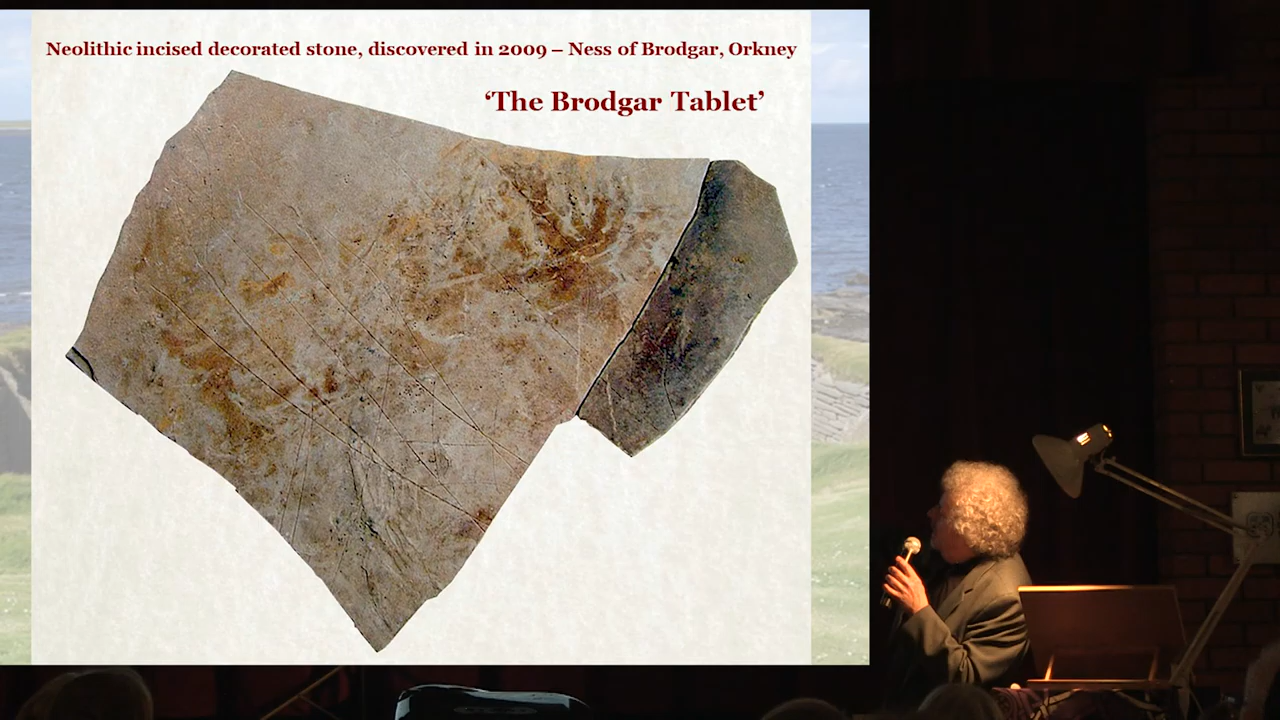 Neolithic incised decorated stone, discovered in 2009 – Ness of Brodgar, Orkney
‘The Brodgar Tablet’